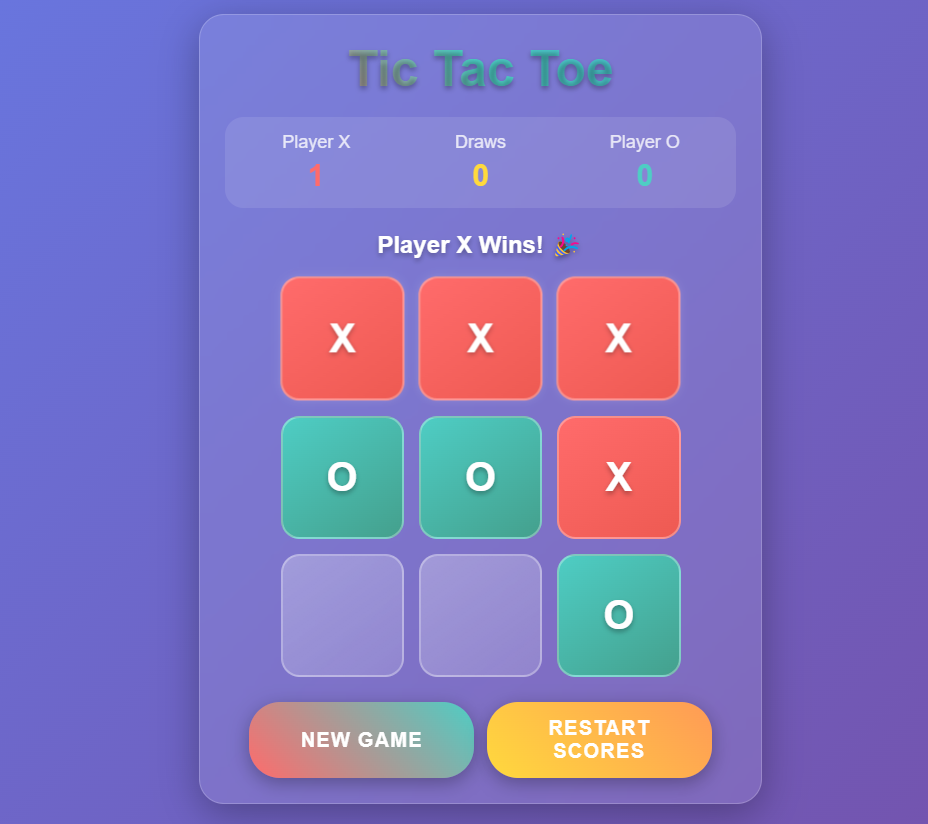 Tic Tac Toe
Player X Draws Player O
1 0 0
Player X Wins! 🎉
X X X
O O X
O
NEW GAME RESTART SCORES